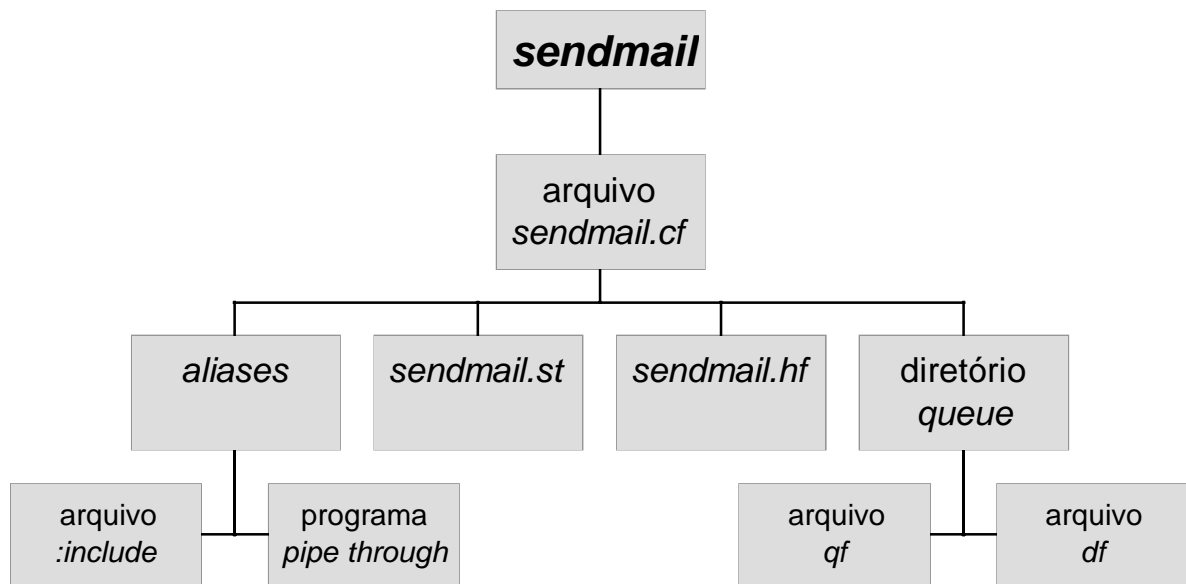 sendmail
arquivo
sendmail.cf
aliases
sendmail.st
sendmail.hf
diretório
queue
arquivo
:include
programa
pipe through
arquivo
qf
arquivo
df